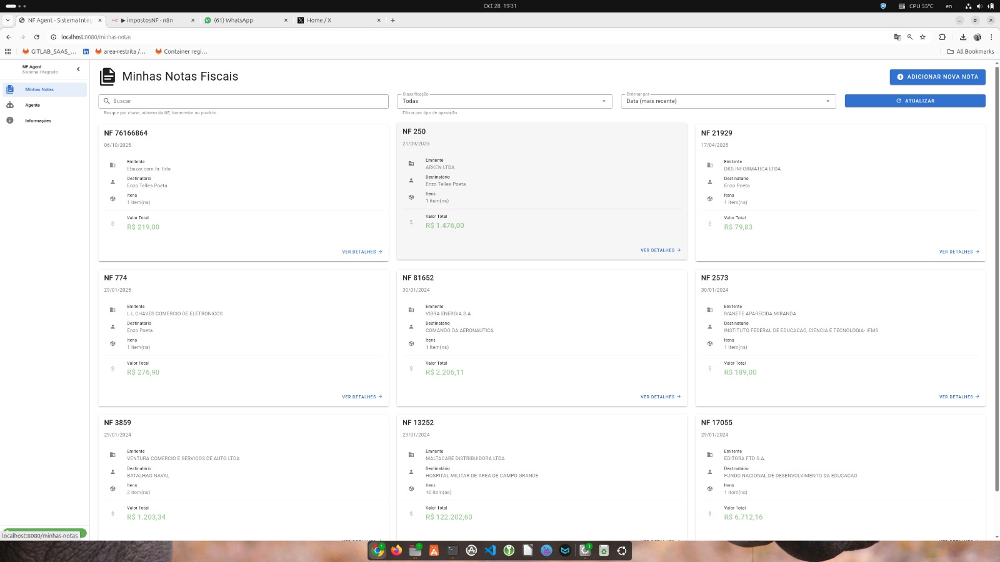 Oct 28 19:31
CPU 55°C
en
NF Agent - Sistema Integ
▶ impostosNF - n8n
(61) WhatsApp
Home / X
localhost:8080/minhas-notas
GITLAB_SAAS_...
area-restrita /...
Container regi...
All Bookmarks
NF Agent
Sistema Integrado
Minhas Notas
Agente
Informações
Minhas Notas Fiscais
ADICIONAR NOVA NOTA
Buscar
Busque por chave, número da NF, fornecedor ou produto
Classificação
Todas
Filtrar por tipo de operação
Ordenar por
Data (mais recente)
ATUALIZAR
NF 76166864
06/10/2025
Emitente
Ebazar.com.br. ltda
Destinatário
Enzo Telles Poeta
Itens
1 item(ns)
Valor Total
R$ 219,00
VER DETALHES
NF 250
21/09/2025
Emitente
ARKEN LTDA
Destinatário
Enzo Telles Poeta
Itens
1 item(ns)
Valor Total
R$ 1.476,00
VER DETALHES
NF 21929
17/04/2025
Emitente
DKS INFORMATICA LTDA
Destinatário
Enzo Poeta
Itens
1 item(ns)
Valor Total
R$ 79,83
VER DETALHES
NF 774
29/01/2025
Emitente
L L CHAVES COMERCIO DE ELETRONICOS
Destinatário
Enzo Poeta
Itens
1 item(ns)
Valor Total
R$ 276,90
VER DETALHES
NF 81652
30/01/2024
Emitente
VIBRA ENERGIA S.A
Destinatário
COMANDO DA AERONAUTICA
Itens
1 item(ns)
Valor Total
R$ 2.206,11
VER DETALHES
NF 2573
30/01/2024
Emitente
IVANETE APARECIDA MIRANDA
Destinatário
INSTITUTO FEDERAL DE EDUCACAO, CIENCIA E TECNOLOGIA- IFMS
Itens
1 item(ns)
Valor Total
R$ 189,00
VER DETALHES
NF 3859
29/01/2024
Emitente
VENTURA COMERCIO E SERVICOS DE AUTO LTDA
Destinatário
BATALHAO NAVAL
Itens
2 item(ns)
Valor Total
R$ 1.203,34
NF 13252
29/01/2024
Emitente
MALTACARE DISTRIBUIDORA LTDA
Destinatário
HOSPITAL MILITAR DE AREA DE CAMPO GRANDE
Itens
10 item(ns)
Valor Total
R$ 122.202,60
NF 17055
29/01/2024
Emitente
EDITORA FTD S.A.
Destinatário
FUNDO NACIONAL DE DESENVOLVIMENTO DA EDUCACAO
Itens
1 item(ns)
Valor Total
R$ 6.712,16
localhost:8080/minhas-notas